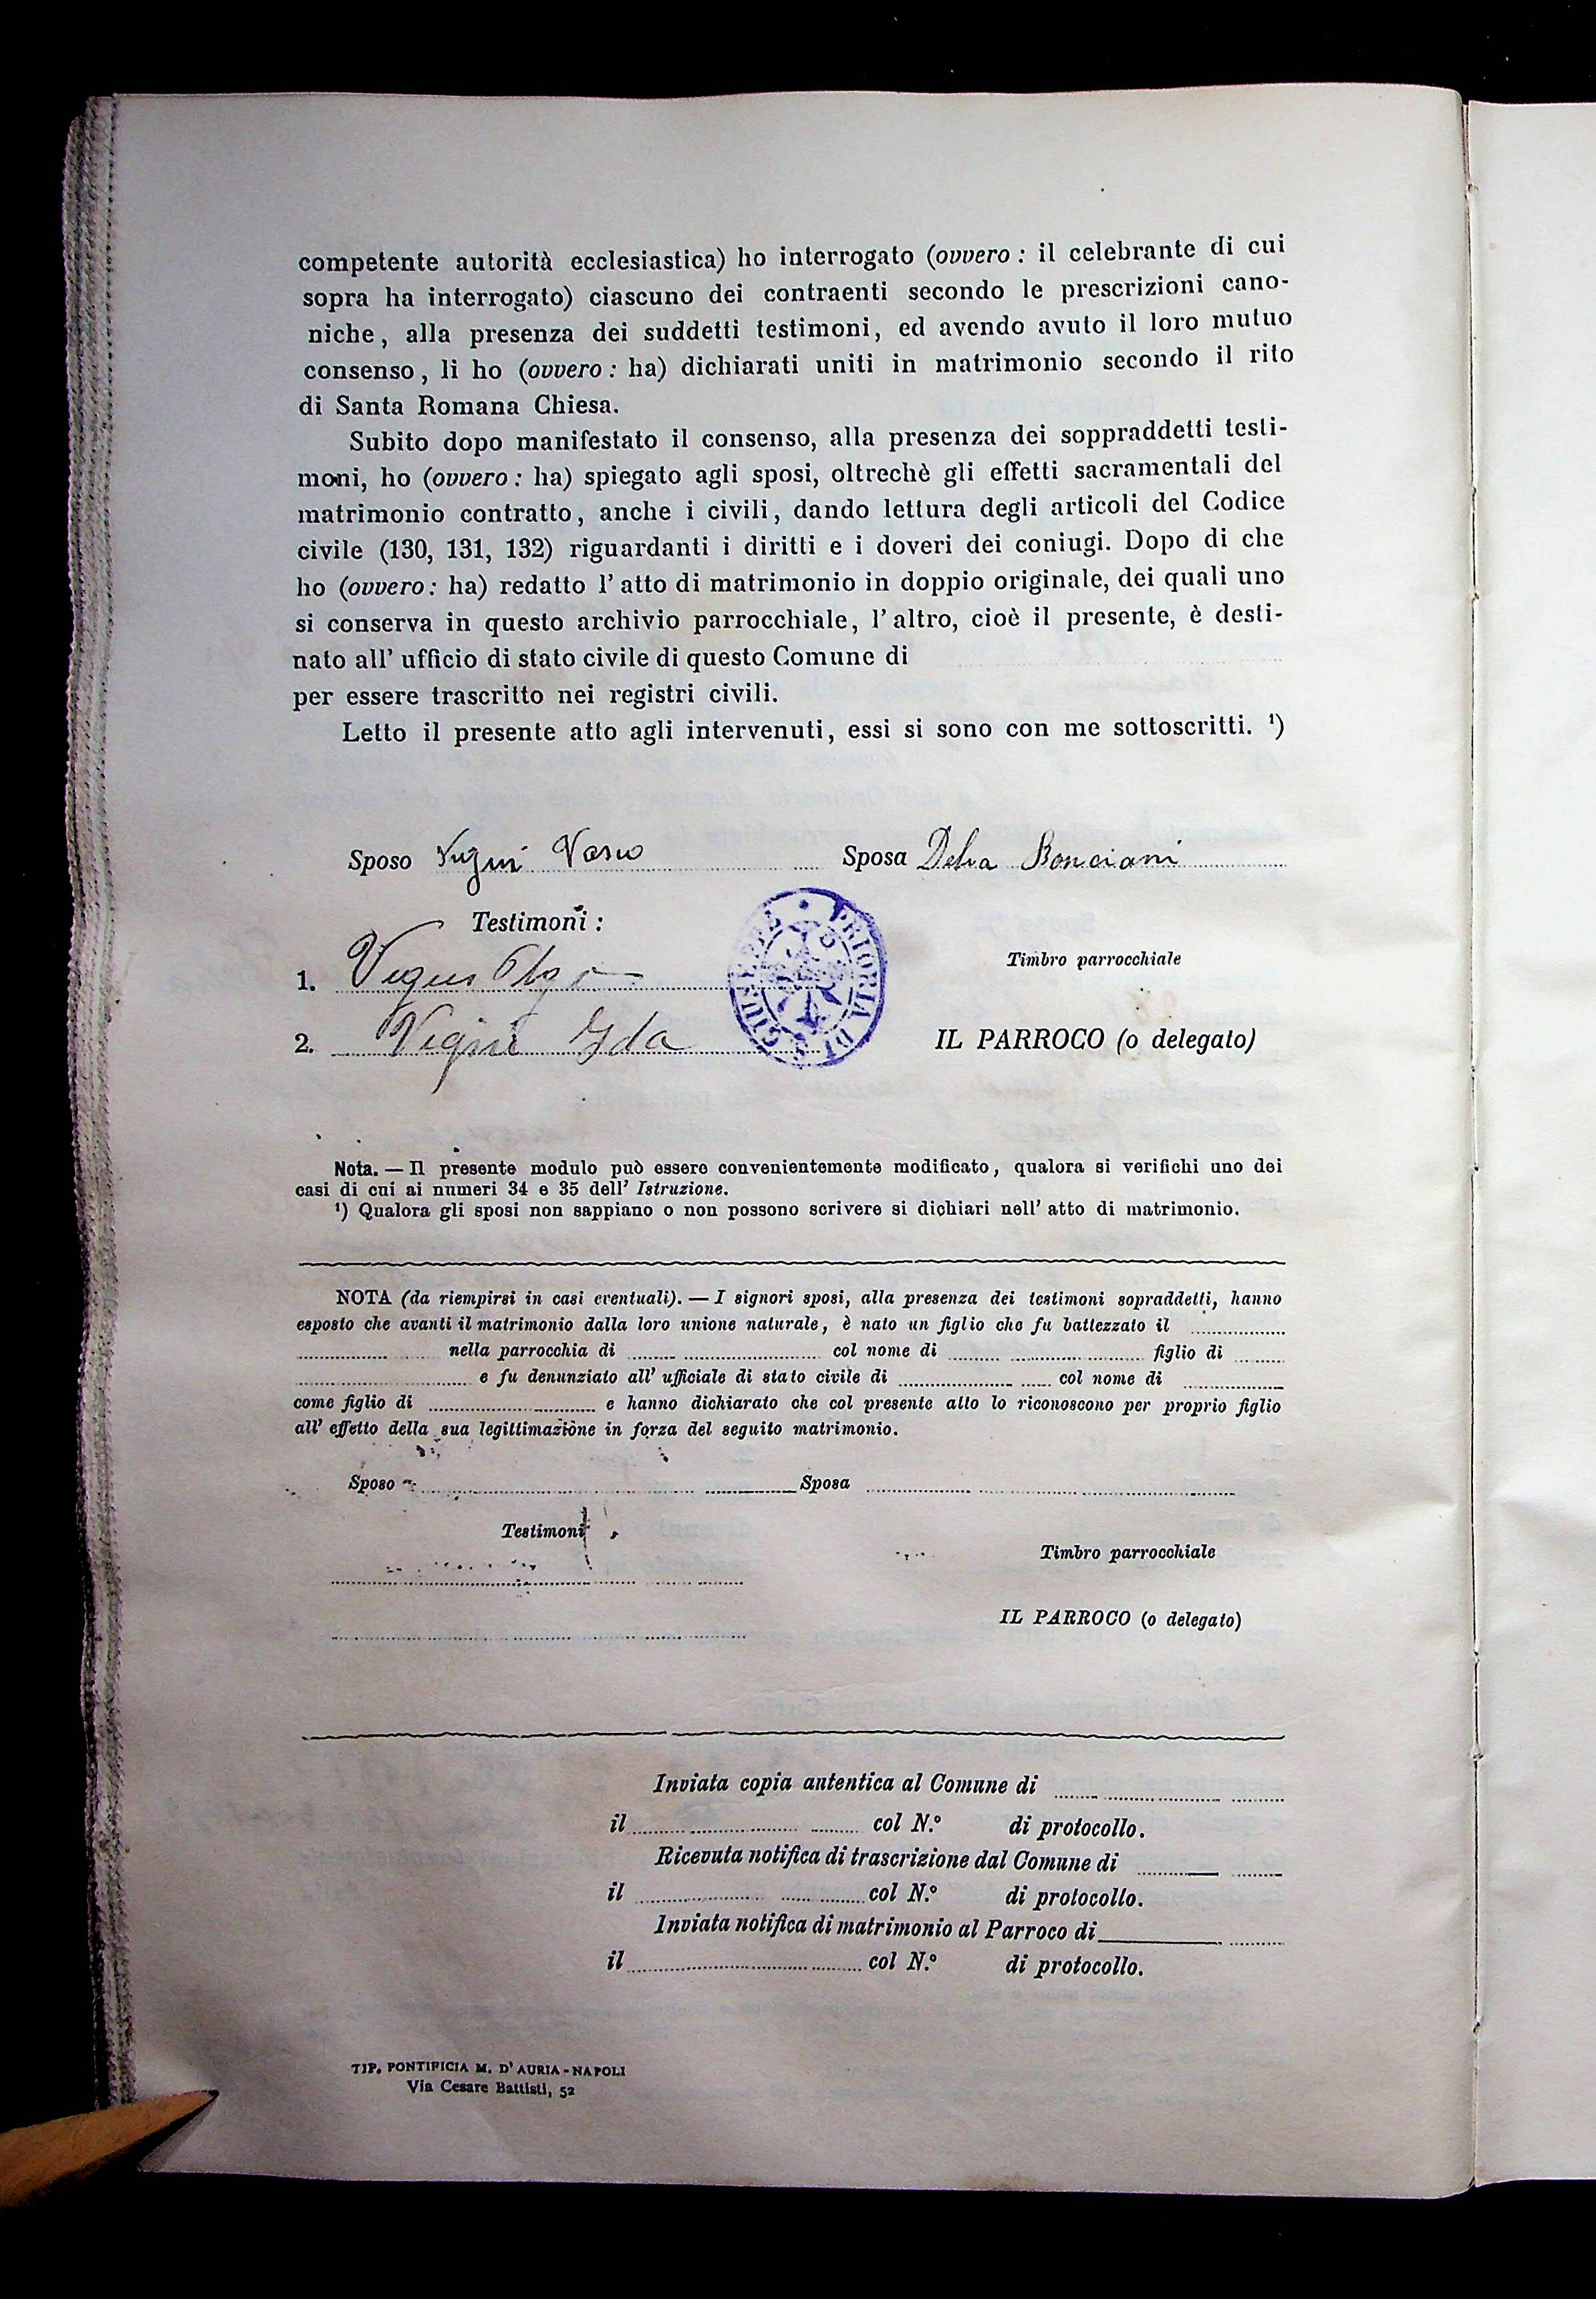 competente autorità ecclesiastica) ho interrogato (ovvero : il celebrante di cui
sopra ha interrogato) ciascuno dei contraenti secondo le prescrizioni cano-
niche, alla presenza dei suddetti testimoni, ed avendo avuto il loro mutuo
consenso, li ho (ovvero : ha) dichiarati uniti in matrimonio secondo il rito
di Santa Romana Chiesa.
Subito dopo manifestato il consenso, alla presenza dei soppraddetti testi-
moni, ho (ovvero : ha) spiegato agli sposi, oltrechè gli effetti sacramentali del
matrimonio contratto, anche i civili, dando lettura degli articoli del Codice
civile (130, 131, 132) riguardanti i diritti e i doveri dei coniugi. Dopo di che
ho (ovvero : ha) redatto l' atto di matrimonio in doppio originale, dei quali uno
si conserva in questo archivio parrocchiale, l' altro, cioè il presente, è desti-
nato all' ufficio di stato civile di questo Comune di
per essere trascritto nei registri civili.
Letto il presente atto agli intervenuti, essi si sono con me sottoscritti. ¹)
Sposo Vasco Sposa Delia Bonciani
Testimoni :
PRIORIA DI S. GIUSEPPE
Timbro parrocchiale
1.
2. Vigni Ida
IL PARROCO (o delegato)
Nota. — Il presente modulo può essere convenientemente modificato, qualora si verifichi uno dei
casi di cui ai numeri 34 e 35 dell' Istruzione.
¹) Qualora gli sposi non sappiano o non possono scrivere si dichiari nell' atto di matrimonio.
NOTA (da riempirsi in casi eventuali). — I signori sposi, alla presenza dei testimoni sopraddetti, hanno
esposto che avanti il matrimonio dalla loro unione naturale, è nato un figlio che fu battezzato il
nella parrocchia di col nome di figlio di
e fu denunziato all' ufficiale di stato civile di col nome di
come figlio di e hanno dichiarato che col presente atto lo riconoscono per proprio figlio
all' effetto della sua legittimazione in forza del seguito matrimonio.
Sposo Sposa
Testimoni
Timbro parrocchiale
IL PARROCO (o delegato)
Inviata copia autentica al Comune di
il col N.º di protocollo.
Ricevuta notifica di trascrizione dal Comune di
il col N.º di protocollo.
Inviata notifica di matrimonio al Parroco di
il col N.º di protocollo.
TIP. PONTIFICIA M. D' AURIA - NAPOLI
Via Cesare Battisti, 52